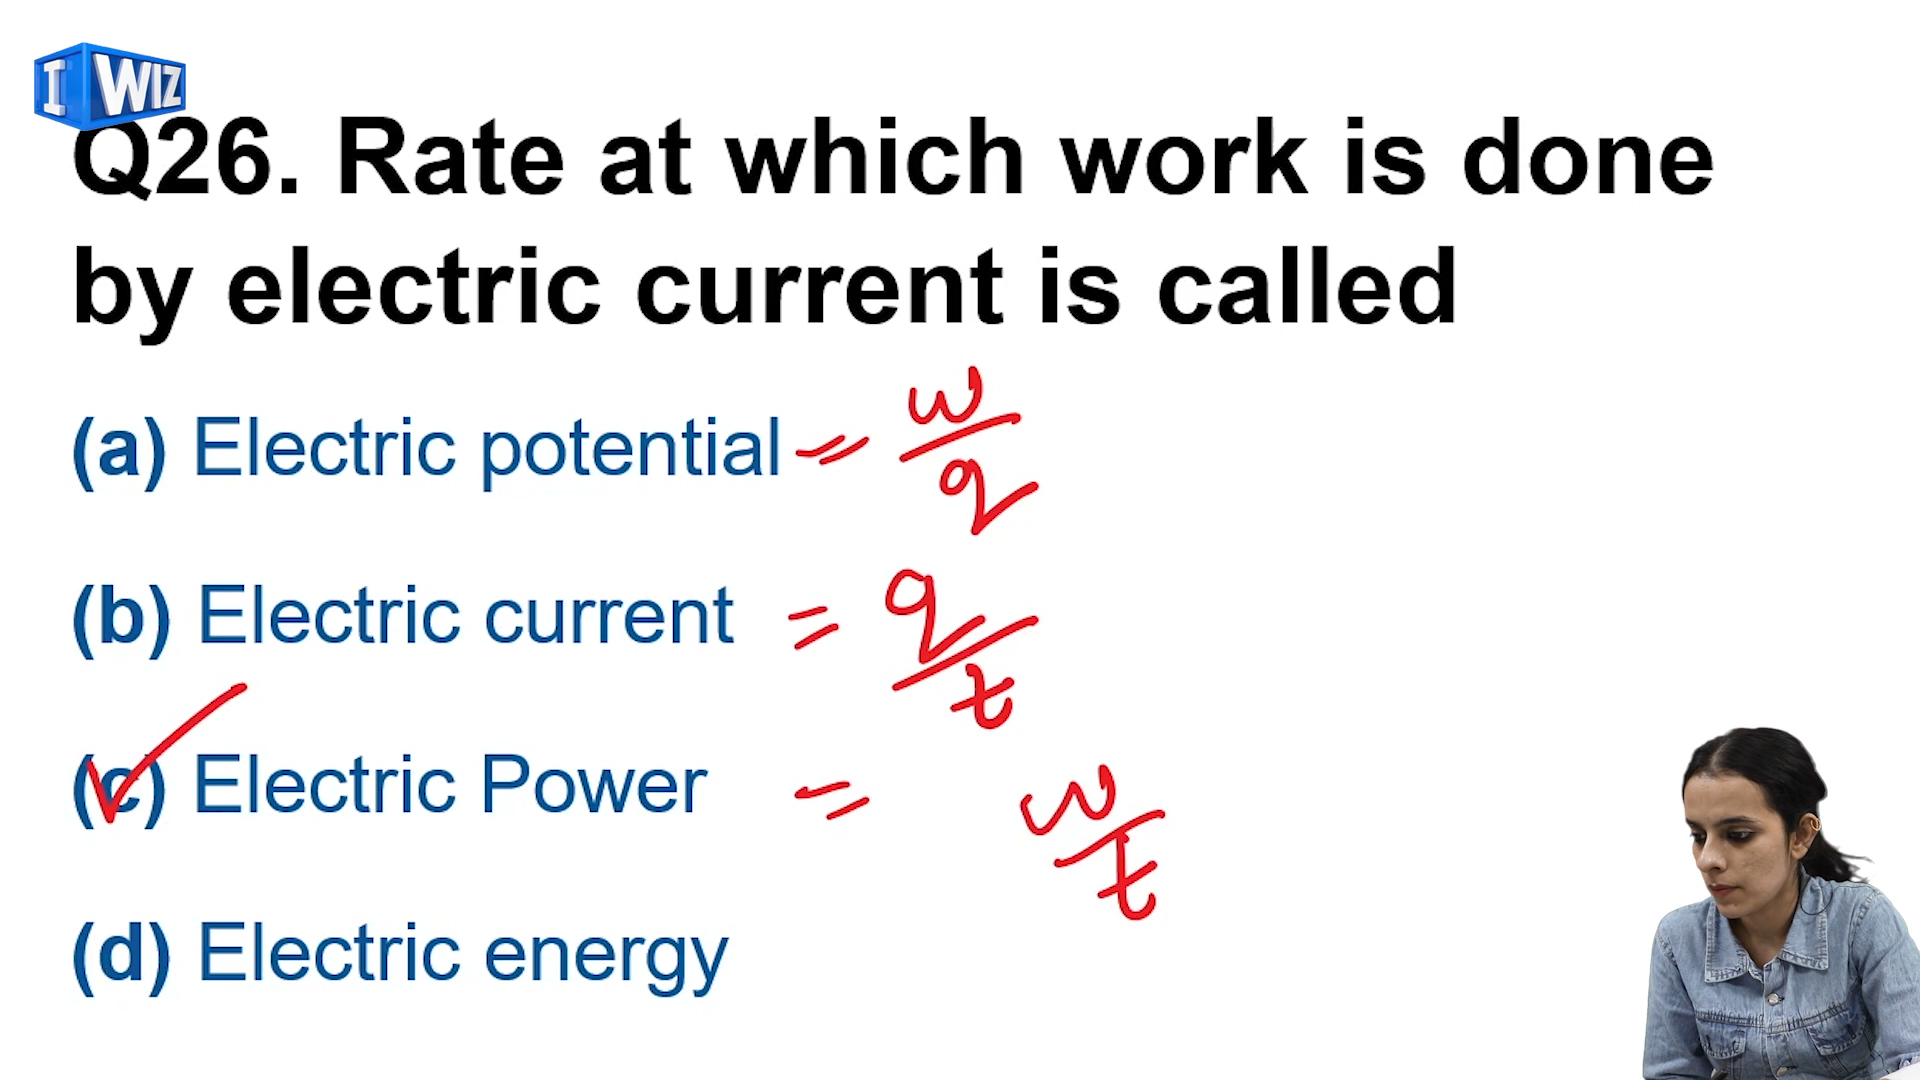 I WIZ
Q26. Rate at which work is done
by electric current is called
(a) Electric potential = w/q
(b) Electric current = q/t
(c) Electric Power = w/t
(d) Electric energy